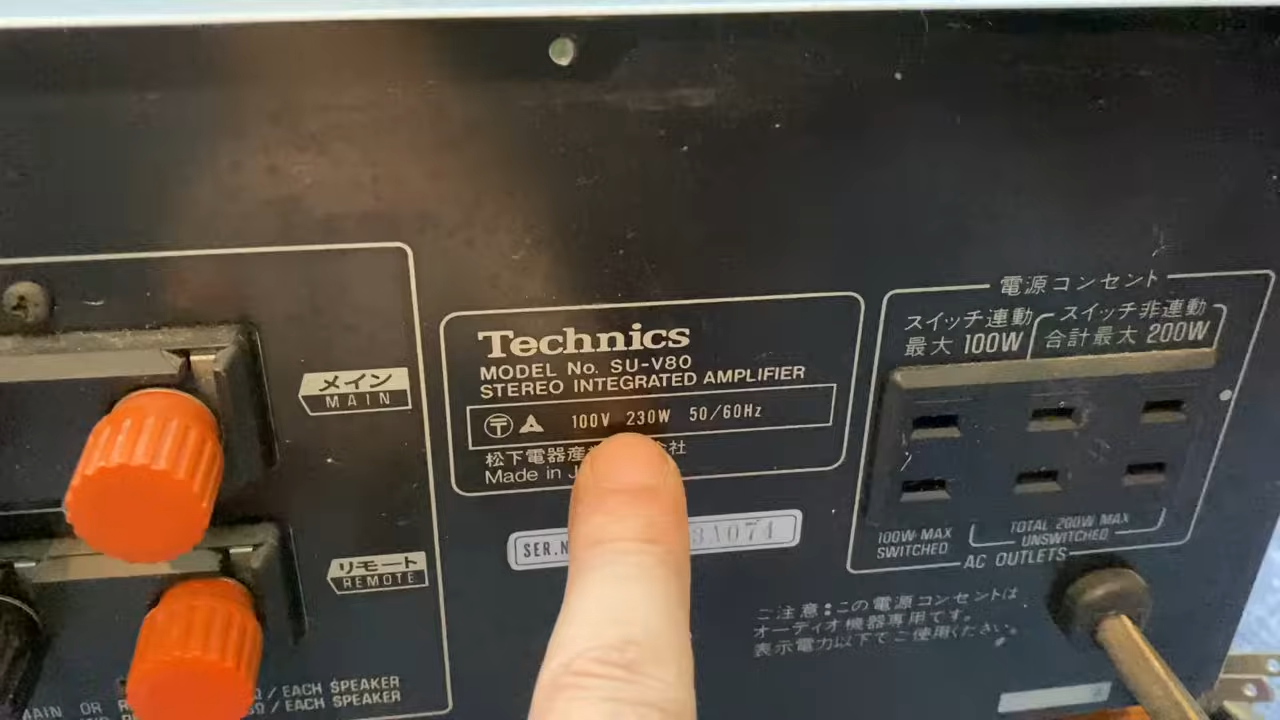 Technics
MODEL No. SU-V80
STEREO INTEGRATED AMPLIFIER
〒 100V 230W 50/60Hz
松下電器産 社
Made in
SER.N 3A074
メイン
MAIN
リモート
REMOTE
/ EACH SPEAKER
/ EACH SPEAKER
MAIN OR
電源コンセント
スイッチ連動
最大 100W
スイッチ非連動
合計最大 200W
100W MAX
SWITCHED
TOTAL 200W MAX
UNSWITCHED
AC OUTLETS
ご注意:この電源コンセントは
オーディオ機器専用です。
表示電力以下でご使用ください。